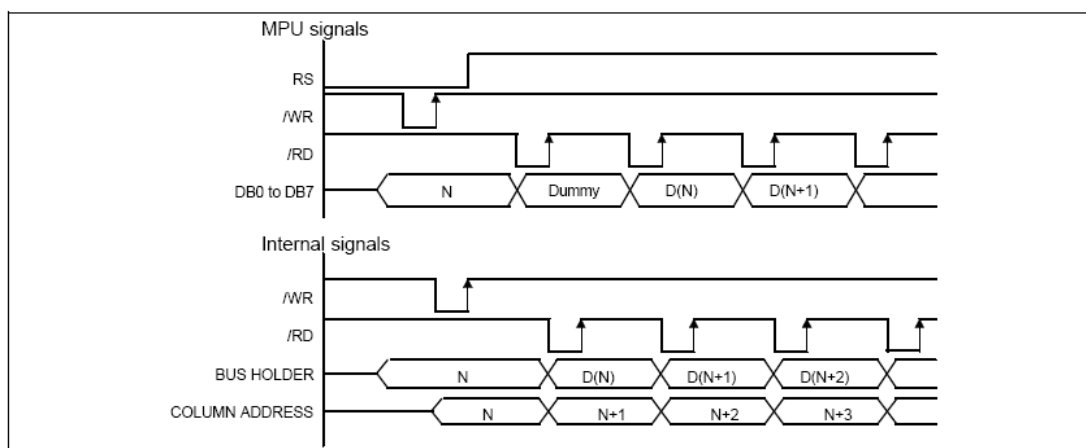 MPU signals
RS
/WR
/RD
DB0 to DB7
N Dummy D(N) D(N+1)
Internal signals
/WR
/RD
BUS HOLDER
N D(N) D(N+1) D(N+2)
COLUMN ADDRESS
N N+1 N+2 N+3